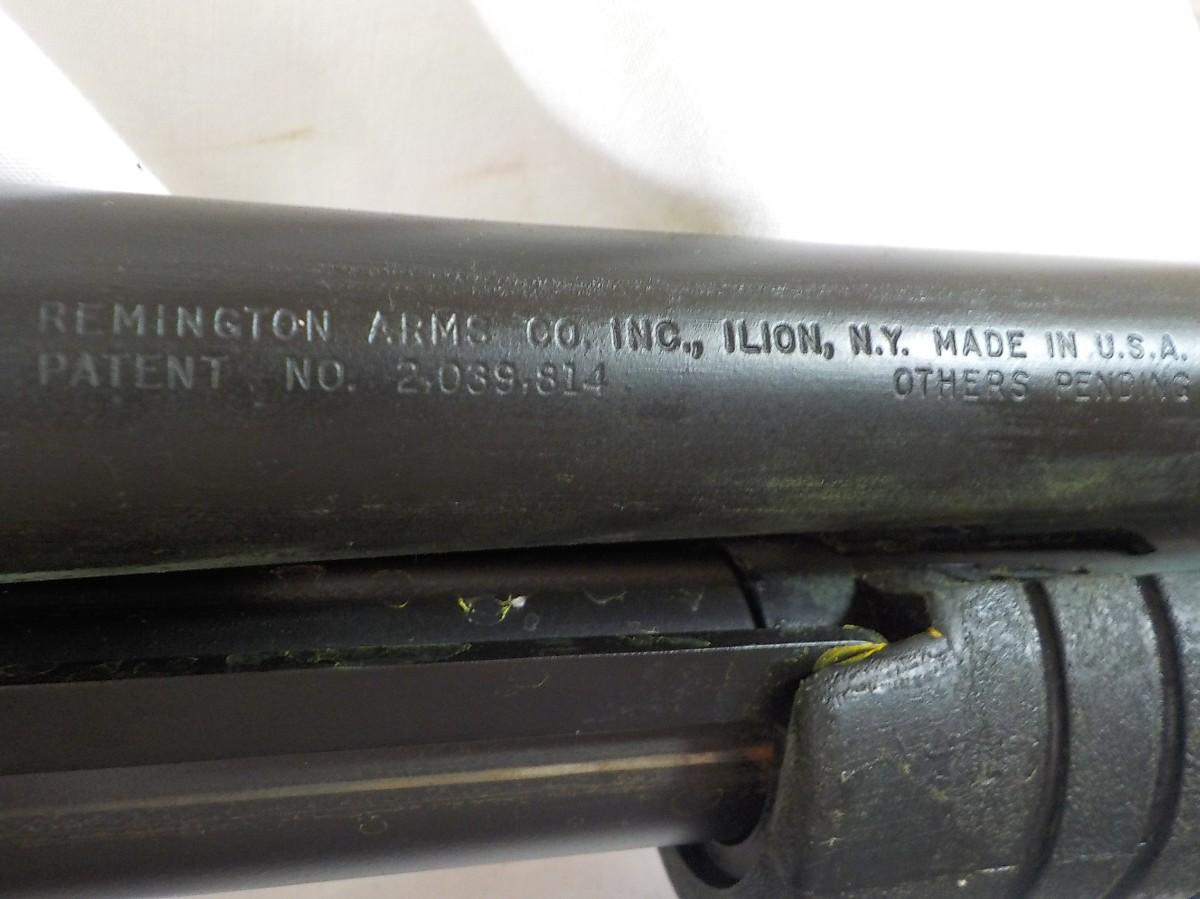 REMINGTON ARMS CO. INC., ILION, N.Y. MADE IN U.S.A.
PATENT NO. 2,039,814 OTHERS PENDING